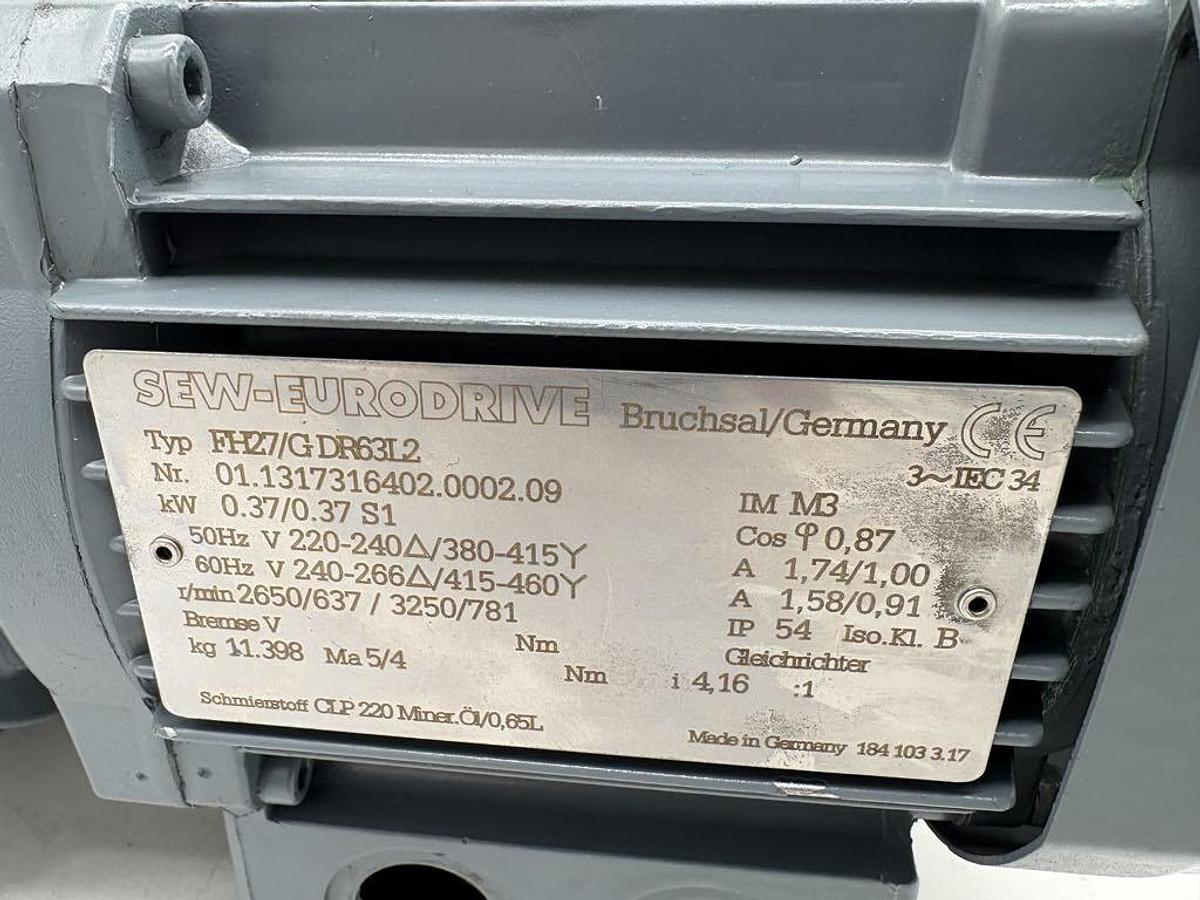 SEW-EURODRIVE Bruchsal/Germany CE
Typ FH27/G DR63L2 3~IEC 34
Nr. 01.1317316402.0002.09
kW 0.37/0.37 S1 IM M3
50Hz V 220-240△/380-415Y Cos φ 0,87
60Hz V 240-266△/415-460Y A 1,74/1,00
r/min 2650/637 / 3250/781 A 1,58/0,91
Bremse V Nm IP 54 Iso.Kl. B
kg 11.398 Ma 5/4 Nm Gleichrichter
i 4,16 :1
Schmierstoff CLP 220 Miner.Öl/0,65L
Made in Germany 184 103 3.17